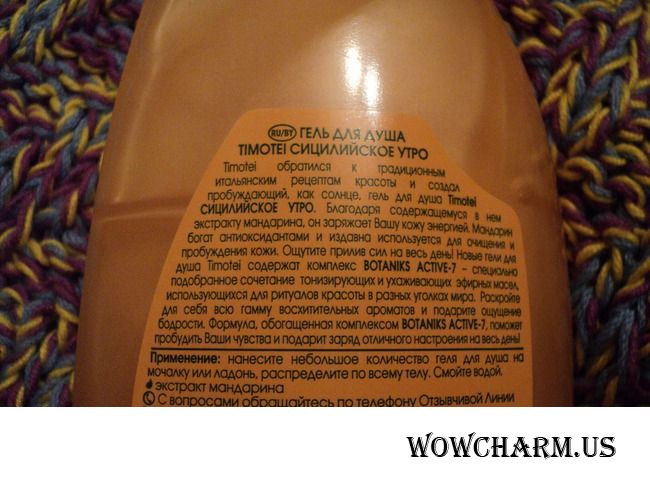 RU/BY ГЕЛЬ ДЛЯ ДУША
TIMOTEI СИЦИЛИЙСКОЕ УТРО
Timotei обратился к традиционным
итальянским рецептам красоты и создал
пробуждающий, как солнце, гель для душа Timotei
СИЦИЛИЙСКОЕ УТРО. Благодаря содержащемуся в нем
экстракту мандарина, он заряжает Вашу кожу энергией. Мандарин
богат антиоксидантами и издавна используется для очищения и
пробуждения кожи. Ощутите прилив сил на весь день! Новые гели для
душа Timotei содержат комплекс BOTANIKS ACTIVE-7 – специально
подобранное сочетание тонизирующих и ухаживающих эфирных масел,
использующихся для ритуалов красоты в разных уголках мира. Раскройте
для себя всю гамму восхитительных ароматов и подарите ощущение
бодрости. Формула, обогащенная комплексом BOTANIKS ACTIVE-7, поможет
пробудить Ваши чувства и подарит заряд отличного настроения на весь день!
Применение: нанесите небольшое количество геля для душа на
мочалку или ладонь, распределите по всему телу. Смойте водой.
экстракт мандарина
С вопросами обращайтесь по телефону Отзывчивой Линии
WOWCHARM.US